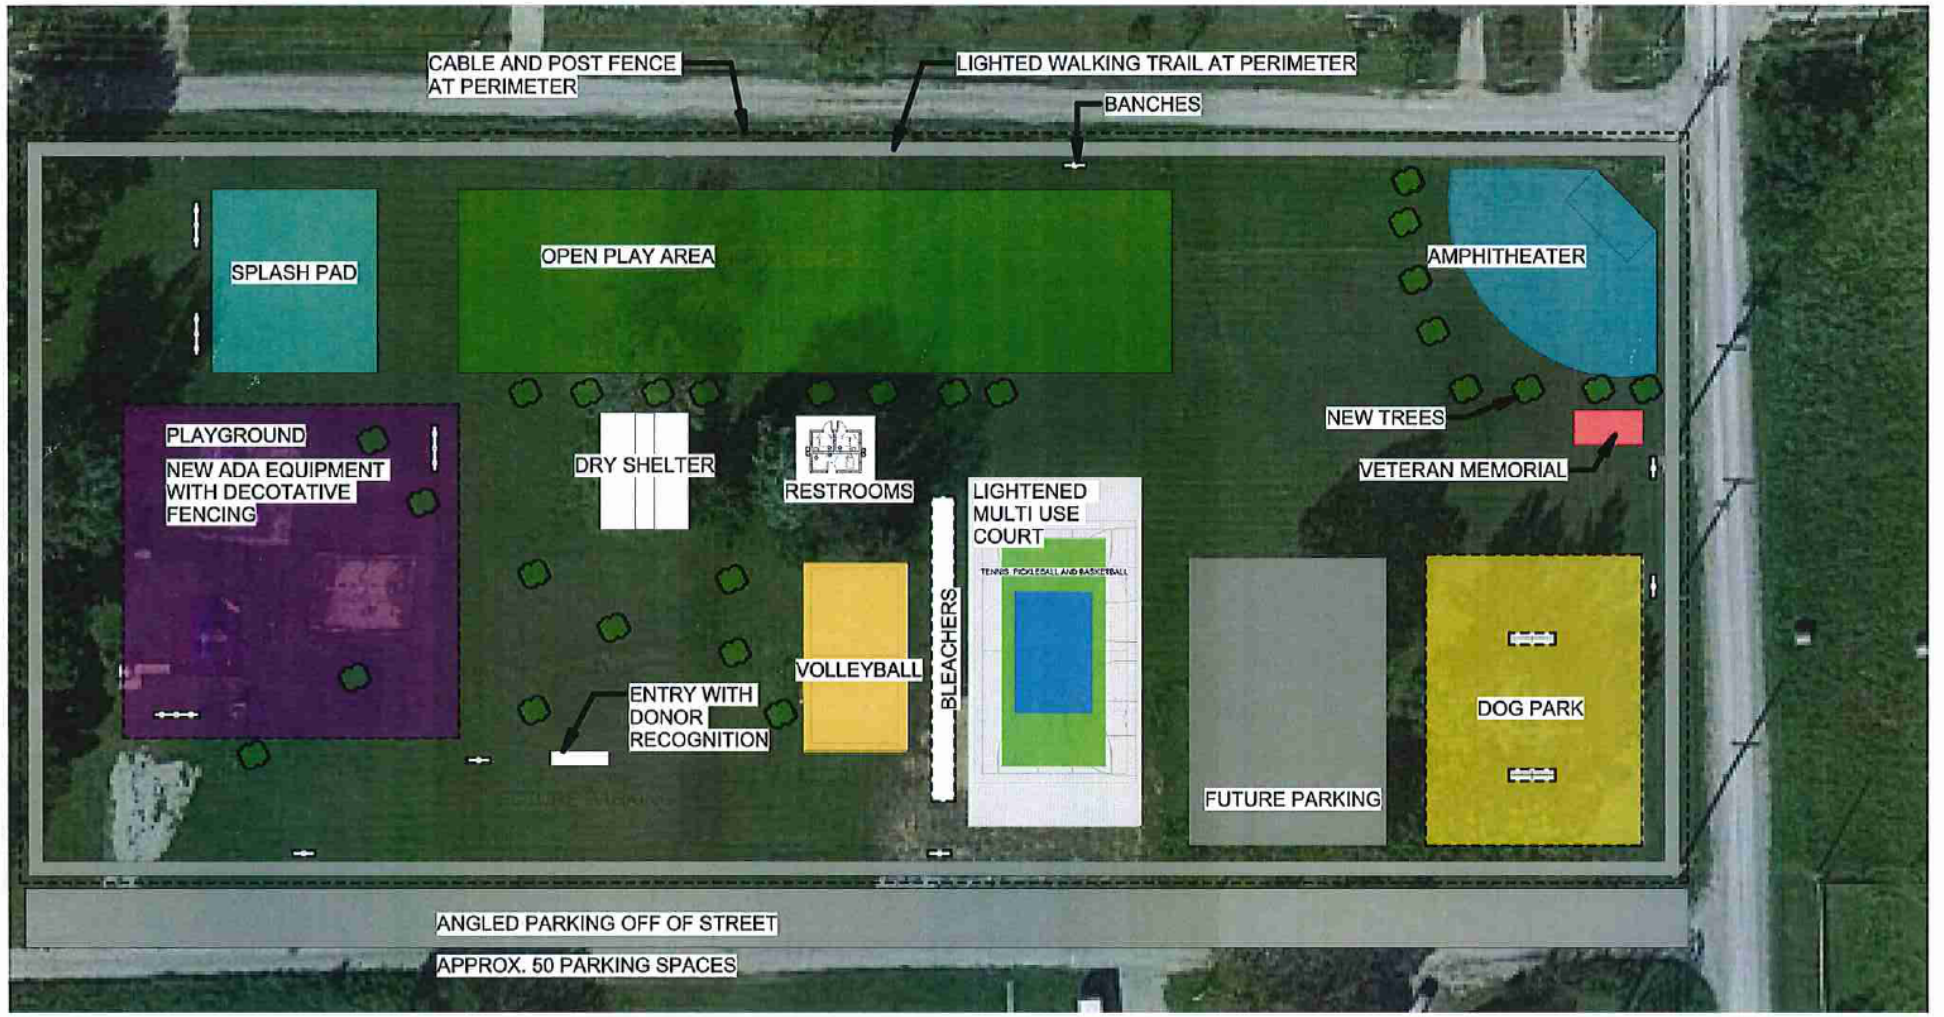 CABLE AND POST FENCE
AT PERIMETER
LIGHTED WALKING TRAIL AT PERIMETER
BANCHES
SPLASH PAD
OPEN PLAY AREA
AMPHITHEATER
NEW TREES
VETERAN MEMORIAL
PLAYGROUND
NEW ADA EQUIPMENT
WITH DECOTATIVE
FENCING
DRY SHELTER
RESTROOMS
LIGHTENED
MULTI USE
COURT
TENNIS PICKLEBALL AND BASKETBALL
BLEACHERS
VOLLEYBALL
ENTRY WITH
DONOR
RECOGNITION
FUTURE PARKING
DOG PARK
ANGLED PARKING OFF OF STREET
APPROX. 50 PARKING SPACES